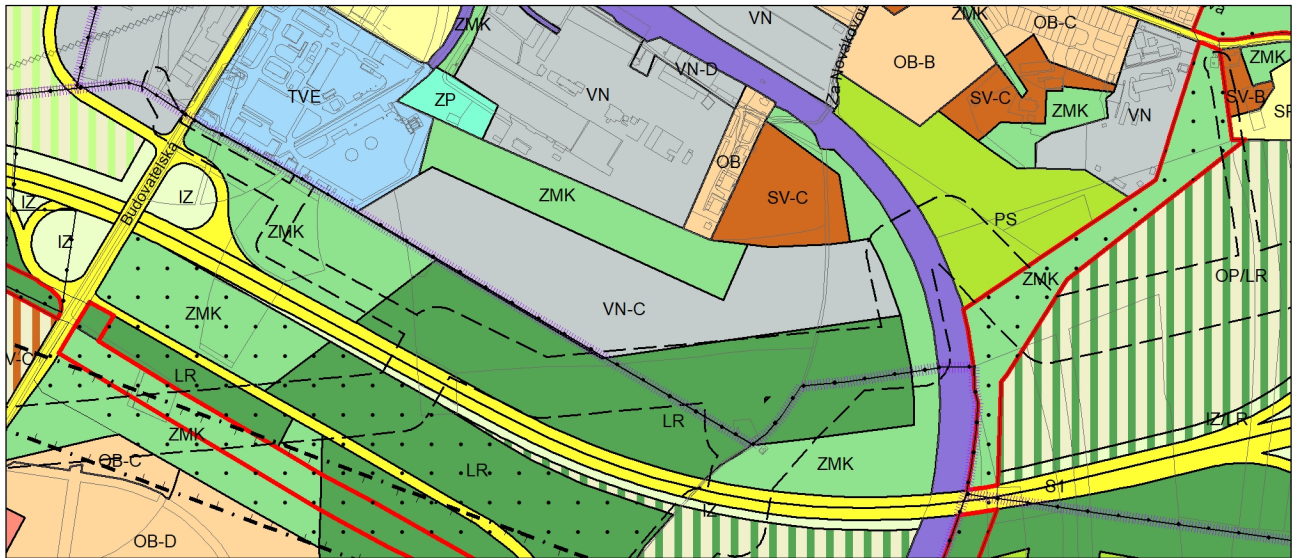 ZMK
VN
ZMK
OB-C
ZMK
OB-B
VN-D
Za Novákovou
TVE
ZP
VN
SV-C
ZMK
VN
SV-B
OB
Budovatelská
IZ
IZ
IZ
ZMK
ZMK
SV-C
PS
ZMK
OP/LR
ZMK
VN-C
LR
ZMK
OB-C
LR
LR
ZMK
IZ
IZ/LR
S1
OB-D